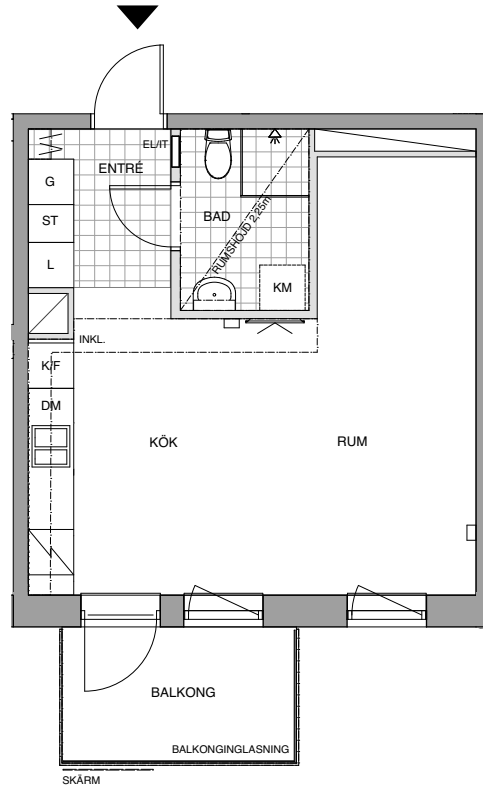 EL/IT
ENTRÉ
G
ST
BAD
L
RUMSHÖJD 2,25m
KM
INKL.
K/F
DM
KÖK
RUM
BALKONG
BALKONGINGLASNING
SKÄRM